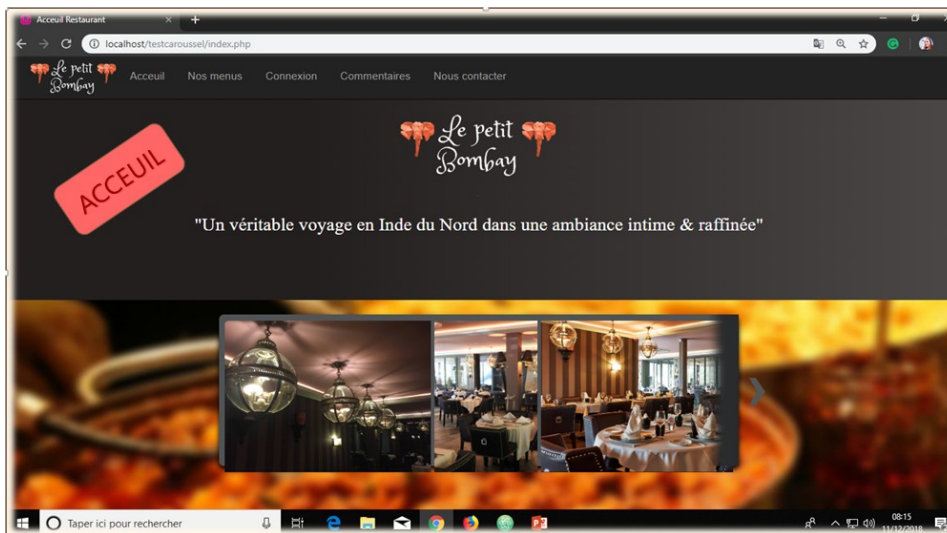 Acceuil Restaurant
localhost/testcaroussel/index.php
Le petit
Bombay
Acceuil
Nos menus
Connexion
Commentaires
Nous contacter
Le petit
Bombay
ACCEUIL
"Un véritable voyage en Inde du Nord dans une ambiance intime & raffinée"
Taper ici pour rechercher
08:15
11/12/2018